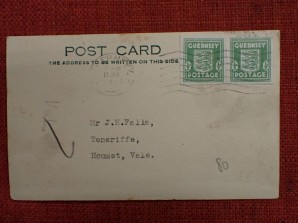 POST CARD
THE ADDRESS TO BE WRITTEN ON THIS SIDE
GUERNSEY
POSTAGE
GUERNSEY
POSTAGE
Mr J.H.Falla,
Teneriffe,
Houmet, Vale.
80